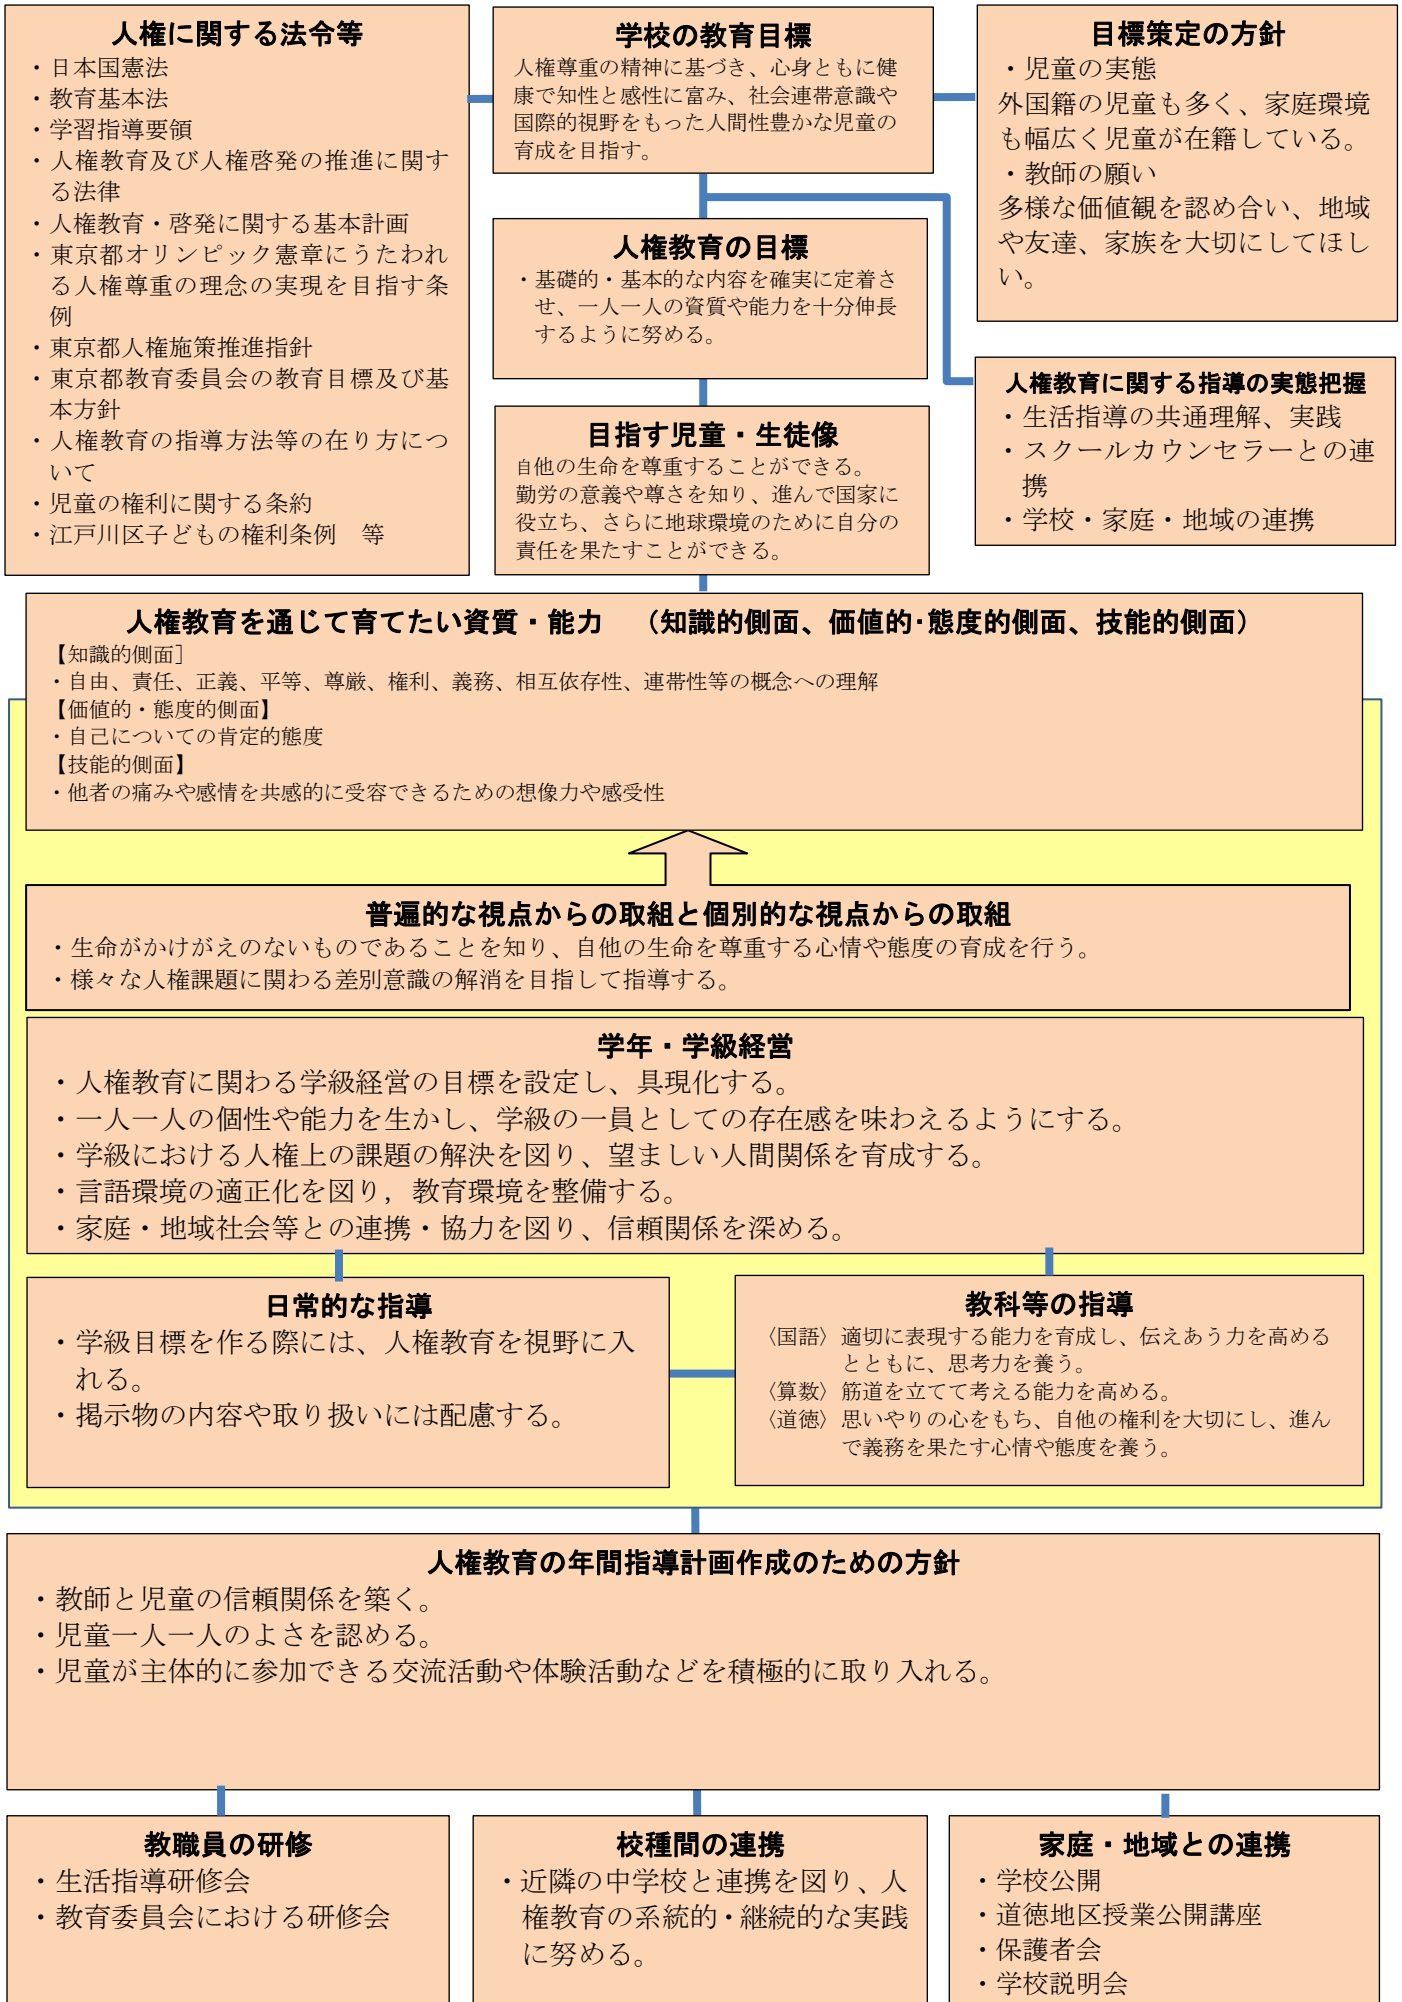 人権に関する法令等
・日本国憲法
・教育基本法
・学習指導要領
・人権教育及び人権啓発の推進に関す
る法律
・人権教育・啓発に関する基本計画
・東京都オリンピック憲章にうたわれ
る人権尊重の理念の実現を目指す条
例
・東京都人権施策推進指針
・東京都教育委員会の教育目標及び基
本方針
・人権教育の指導方法等の在り方につ
いて
・児童の権利に関する条約
・江戸川区子どもの権利条例　等
学校の教育目標
人権尊重の精神に基づき、心身ともに健
康で知性と感性に富み、社会連帯意識や
国際的視野をもった人間性豊かな児童の
育成を目指す。
目標策定の方針
・児童の実態
外国籍の児童も多く、家庭環境
も幅広く児童が在籍している。
・教師の願い
多様な価値観を認め合い、地域
や友達、家族を大切にしてほし
い。
人権教育の目標
・基礎的・基本的な内容を確実に定着さ
せ、一人一人の資質や能力を十分伸長
するように努める。
人権教育に関する指導の実態把握
・生活指導の共通理解、実践
・スクールカウンセラーとの連
携
・学校・家庭・地域の連携
目指す児童・生徒像
自他の生命を尊重することができる。
勤労の意義や尊さを知り、進んで国家に
役立ち、さらに地球環境のために自分の
責任を果たすことができる。
人権教育を通じて育てたい資質・能力　（知識的側面、価値的･態度的側面、技能的側面）
【知識的側面］
・自由、責任、正義、平等、尊厳、権利、義務、相互依存性、連帯性等の概念への理解
【価値的・態度的側面】
・自己についての肯定的態度
【技能的側面】
・他者の痛みや感情を共感的に受容できるための想像力や感受性
普遍的な視点からの取組と個別的な視点からの取組
・生命がかけがえのないものであることを知り、自他の生命を尊重する心情や態度の育成を行う。
・様々な人権課題に関わる差別意識の解消を目指して指導する。
学年・学級経営
・人権教育に関わる学級経営の目標を設定し、具現化する。
・一人一人の個性や能力を生かし、学級の一員としての存在感を味わえるようにする。
・学級における人権上の課題の解決を図り、望ましい人間関係を育成する。
・言語環境の適正化を図り，教育環境を整備する。
・家庭・地域社会等との連携・協力を図り、信頼関係を深める。
日常的な指導
・学級目標を作る際には、人権教育を視野に入
れる。
・掲示物の内容や取り扱いには配慮する。
教科等の指導
〈国語〉適切に表現する能力を育成し、伝えあう力を高める
とともに、思考力を養う。
〈算数〉筋道を立てて考える能力を高める。
〈道徳〉思いやりの心をもち、自他の権利を大切にし、進ん
で義務を果たす心情や態度を養う。
人権教育の年間指導計画作成のための方針
・教師と児童の信頼関係を築く。
・児童一人一人のよさを認める。
・児童が主体的に参加できる交流活動や体験活動などを積極的に取り入れる。
教職員の研修
・生活指導研修会
・教育委員会における研修会
校種間の連携
・近隣の中学校と連携を図り、人
権教育の系統的・継続的な実践
に努める。
家庭・地域との連携
・学校公開
・道徳地区授業公開講座
・保護者会
・学校説明会